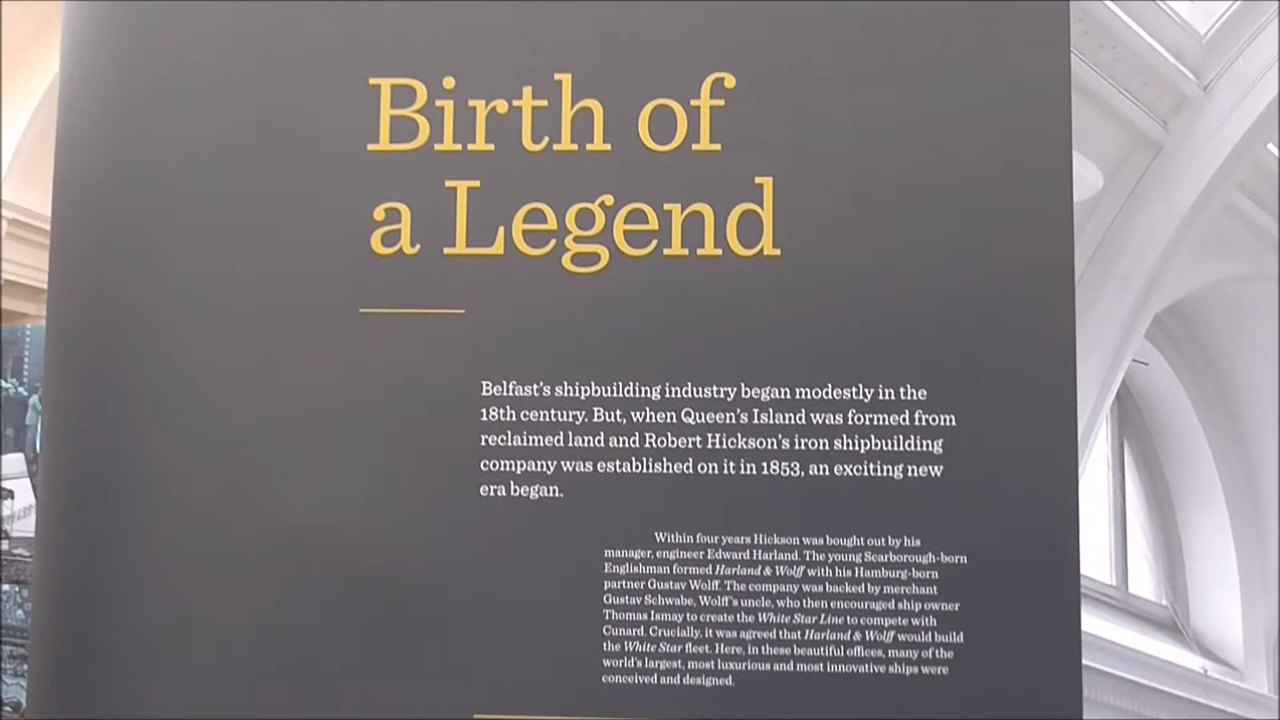 Birth of
a Legend
Belfast's shipbuilding industry began modestly in the
18th century. But, when Queen's Island was formed from
reclaimed land and Robert Hickson's iron shipbuilding
company was established on it in 1853, an exciting new
era began.
Within four years Hickson was bought out by his
manager, engineer Edward Harland. The young Scarborough-born
Englishman formed Harland & Wolff with his Hamburg-born
partner Gustav Wolff. The company was backed by merchant
Gustav Schwabe, Wolff's uncle, who then encouraged ship owner
Thomas Ismay to create the White Star Line to compete with
Cunard. Crucially, it was agreed that Harland & Wolff would build
the White Star fleet. Here, in these beautiful offices, many of the
world's largest, most luxurious and most innovative ships were
conceived and designed.